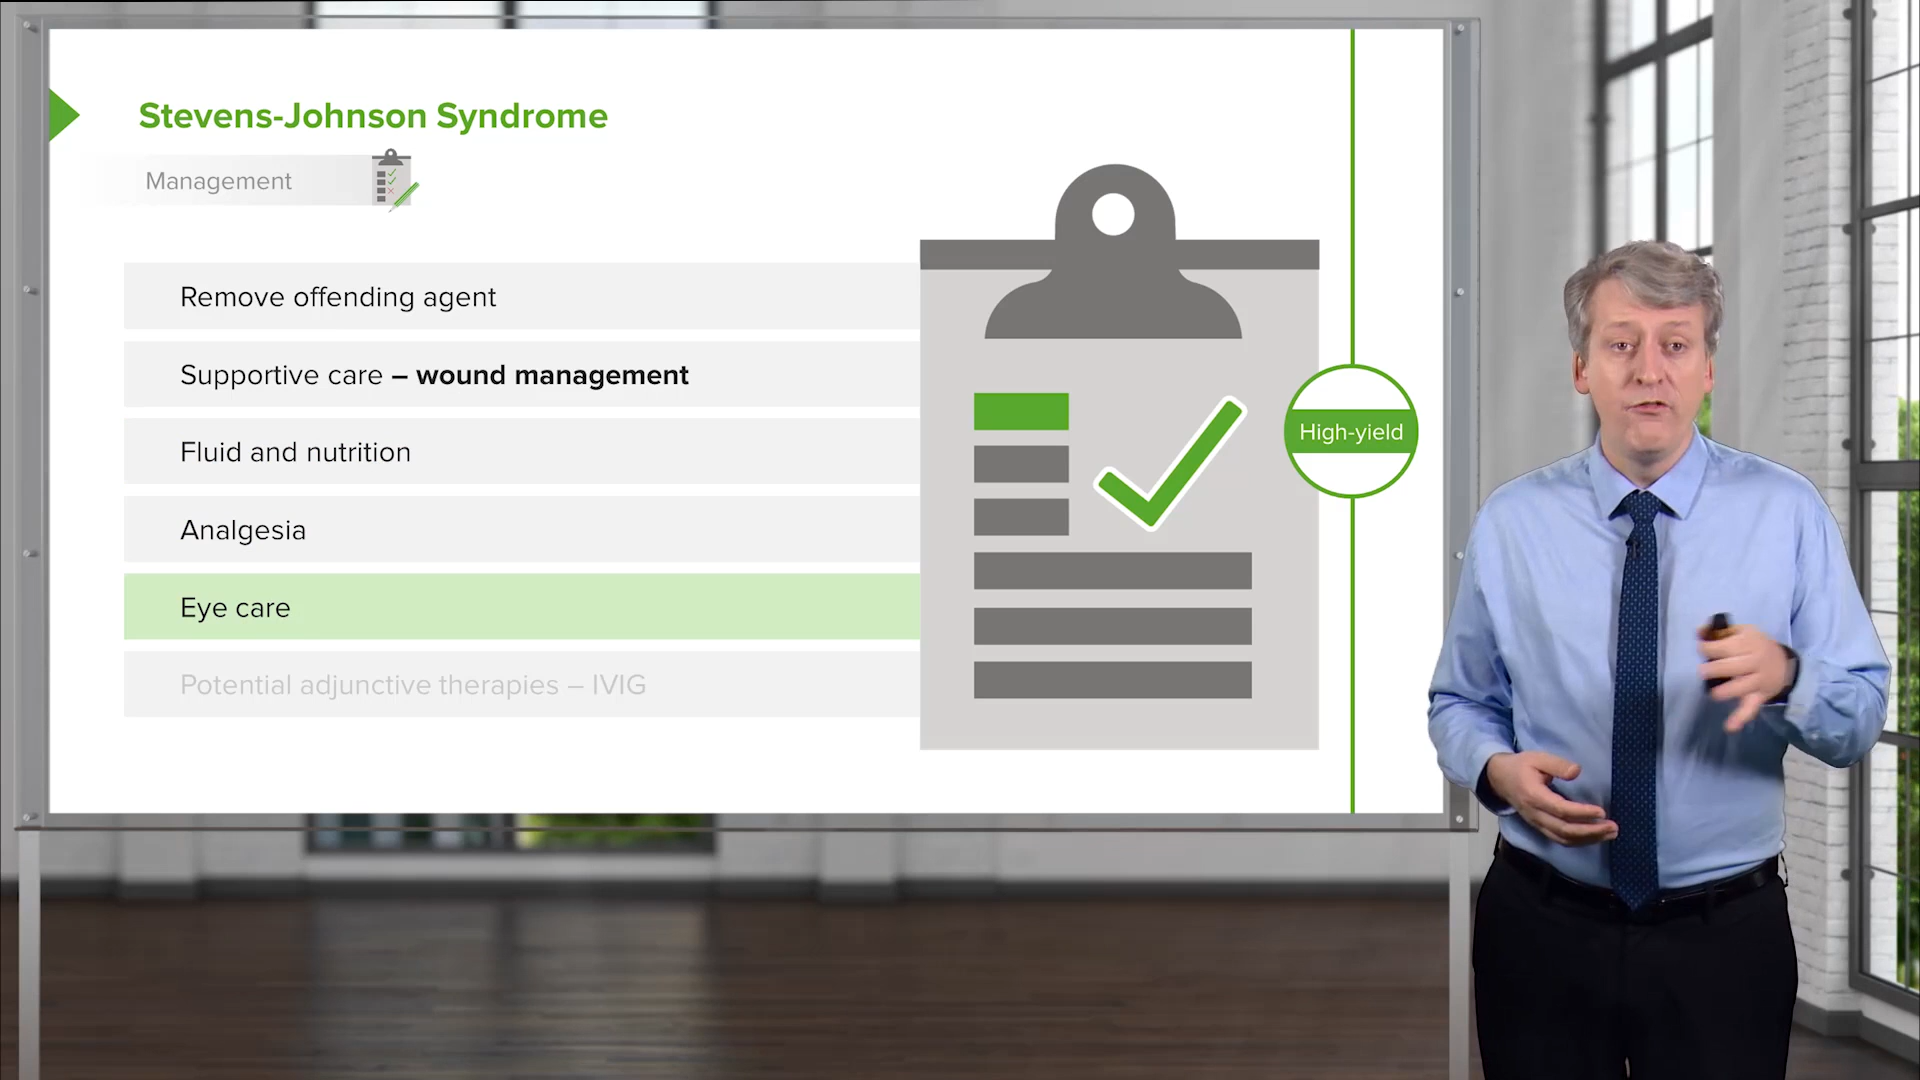 Stevens-Johnson Syndrome
Management
Remove offending agent
Supportive care – wound management
Fluid and nutrition
Analgesia
Eye care
Potential adjunctive therapies – IVIG
High-yield